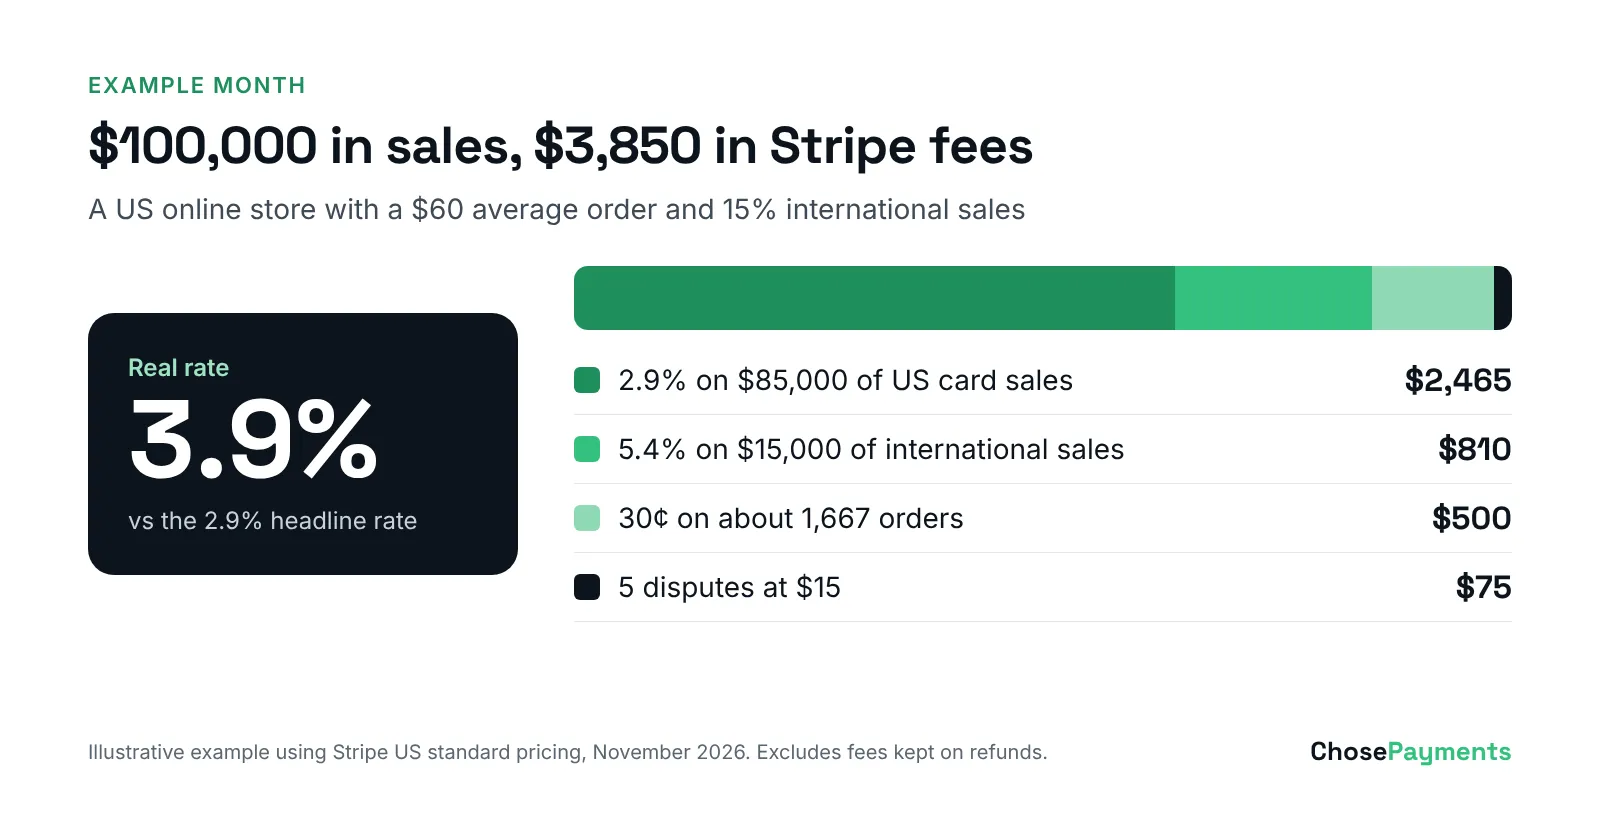 EXAMPLE MONTH
$100,000 in sales, $3,850 in Stripe fees
A US online store with a $60 average order and 15% international sales
Real rate
3.9%
vs the 2.9% headline rate
2.9% on $85,000 of US card sales $2,465
5.4% on $15,000 of international sales $810
30¢ on about 1,667 orders $500
5 disputes at $15 $75
Illustrative example using Stripe US standard pricing, November 2026. Excludes fees kept on refunds.
ChosePayments